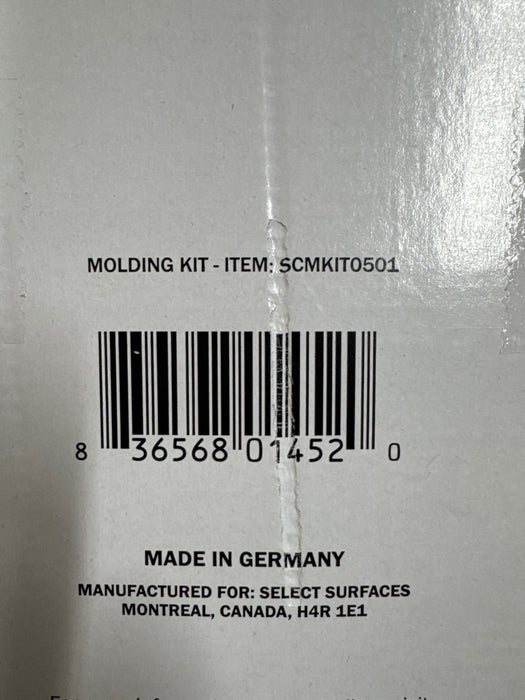 MOLDING KIT - ITEM: SCMKIT0501
8 36568 01452 0
MADE IN GERMANY
MANUFACTURED FOR: SELECT SURFACES
MONTREAL, CANADA, H4R 1E1